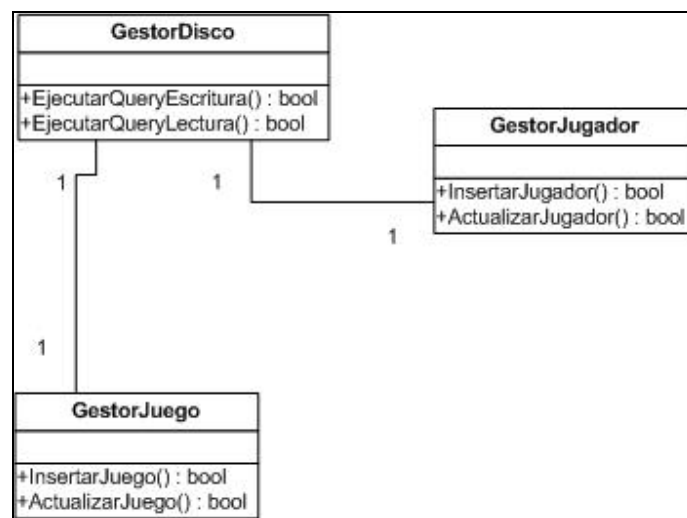 GestorDisco
+EjecutarQueryEscritura() : bool
+EjecutarQueryLectura() : bool
GestorJugador
+InsertarJugador() : bool
+ActualizarJugador() : bool
1
1
1
1
GestorJuego
+InsertarJuego() : bool
+ActualizarJuego() : bool